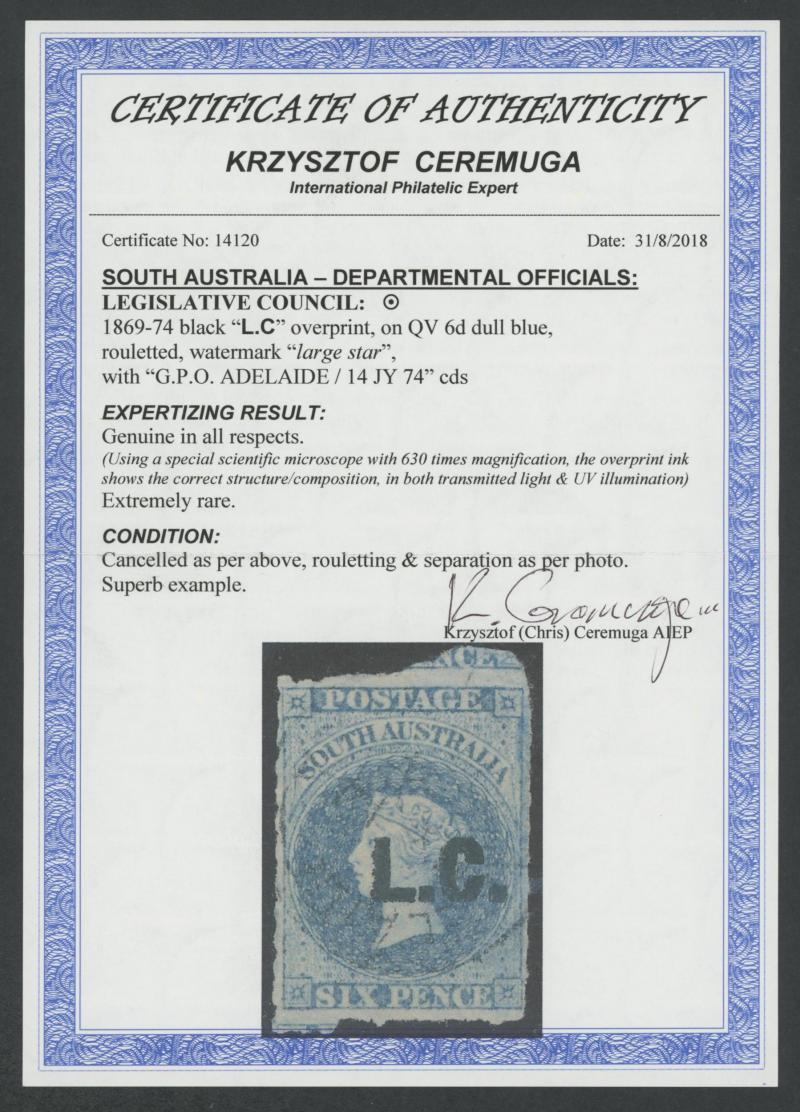 CERTIFICATE OF AUTHENTICITY
KRZYSZTOF CEREMUGA
International Philatelic Expert
Certificate No: 14120 Date: 31/8/2018
SOUTH AUSTRALIA – DEPARTMENTAL OFFICIALS:
LEGISLATIVE COUNCIL: ☉
1869-74 black “L.C” overprint, on QV 6d dull blue,
rouletted, watermark “large star”,
with “G.P.O. ADELAIDE / 14 JY 74” cds
EXPERTIZING RESULT:
Genuine in all respects.
(Using a special scientific microscope with 630 times magnification, the overprint ink
shows the correct structure/composition, in both transmitted light & UV illumination)
Extremely rare.
CONDITION:
Cancelled as per above, rouletting & separation as per photo.
Superb example.
K. Ceremuga
Krzysztof (Chris) Ceremuga AIEP
NCE
POSTAGE
SOUTH AUSTRALIA
L.C.
SIX PENCE